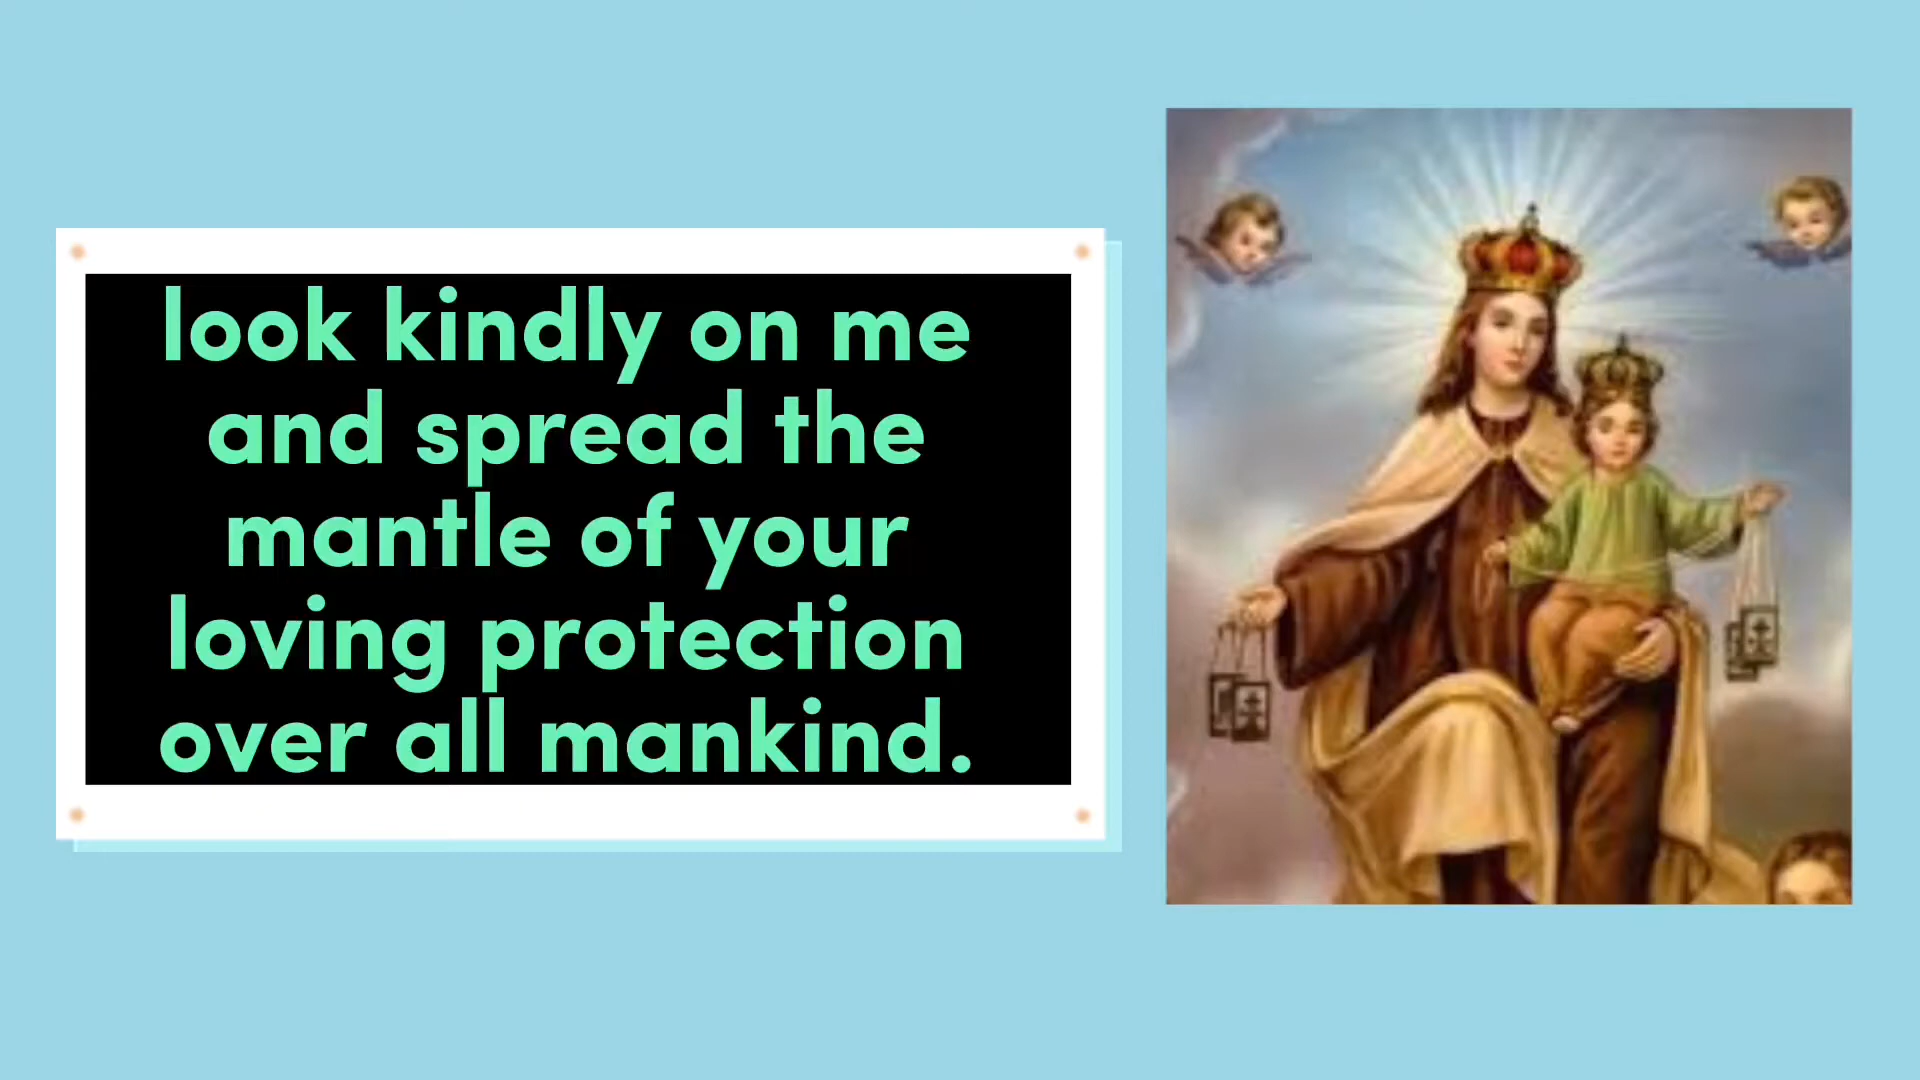 look kindly on me
and spread the
mantle of your
loving protection
over all mankind.